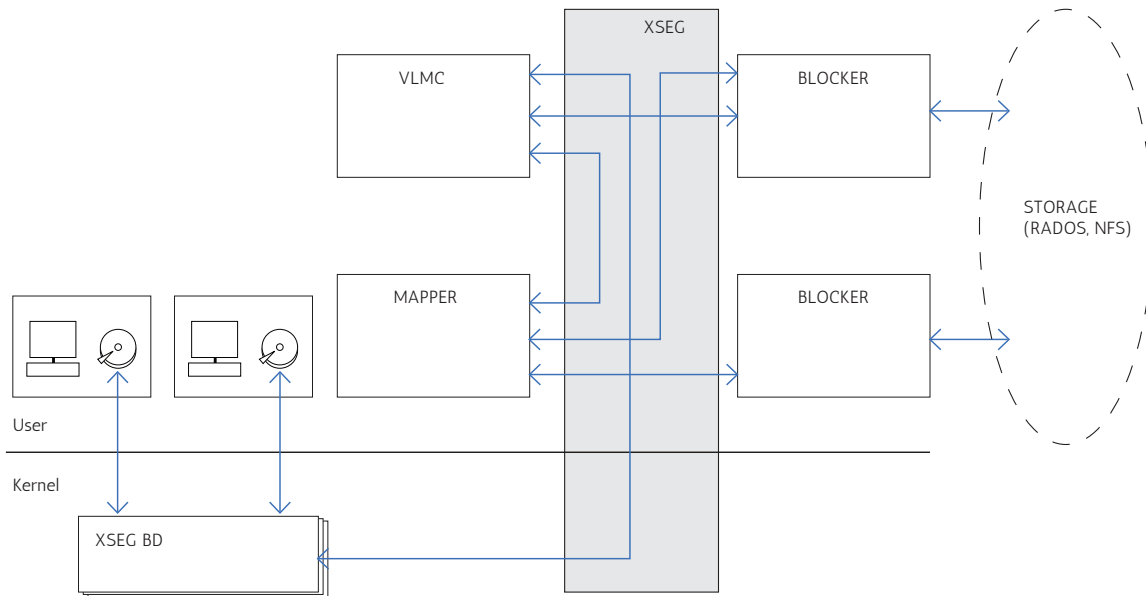 XSEG
VLMC
BLOCKER
STORAGE
(RADOS, NFS)
MAPPER
BLOCKER
User
Kernel
XSEG BD